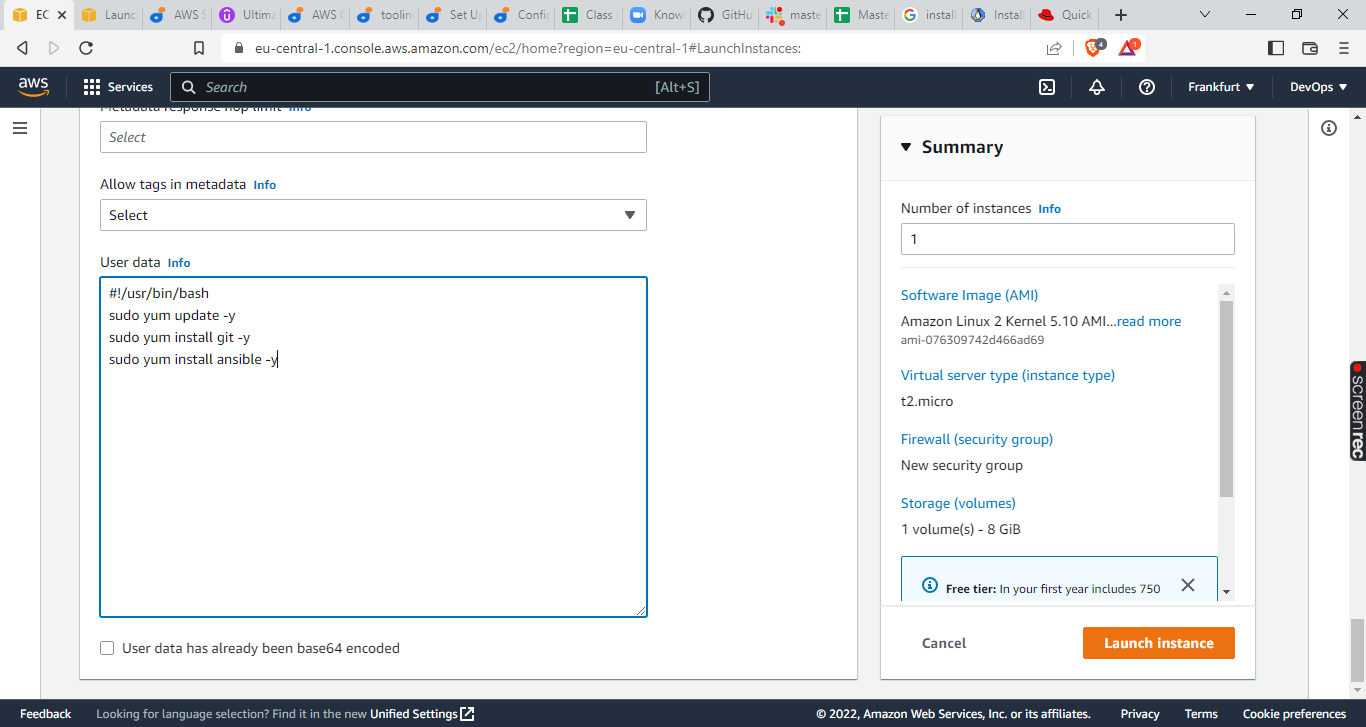 EC
Launc
AWS S
Ultima
AWS C
toolin
Set Up
Config
Class
Know
GitHu
maste
Maste
install
Install
Quick
eu-central-1.console.aws.amazon.com/ec2/home?region=eu-central-1#LaunchInstances:
4
1
aws
Services
Search
[Alt+S]
Frankfurt
DevOps
Metadata response hop limit Info
Select
Allow tags in metadata Info
Select
User data Info
#!/usr/bin/bash
sudo yum update -y
sudo yum install git -y
sudo yum install ansible -y
User data has already been base64 encoded
Summary
Number of instances Info
1
Software Image (AMI)
Amazon Linux 2 Kernel 5.10 AMI...read more
ami-076309742d466ad69
Virtual server type (instance type)
t2.micro
Firewall (security group)
New security group
Storage (volumes)
1 volume(s) - 8 GiB
Free tier: In your first year includes 750
Cancel
Launch instance
screenrec
Feedback
Looking for language selection? Find it in the new Unified Settings
© 2022, Amazon Web Services, Inc. or its affiliates.
Privacy
Terms
Cookie preferences